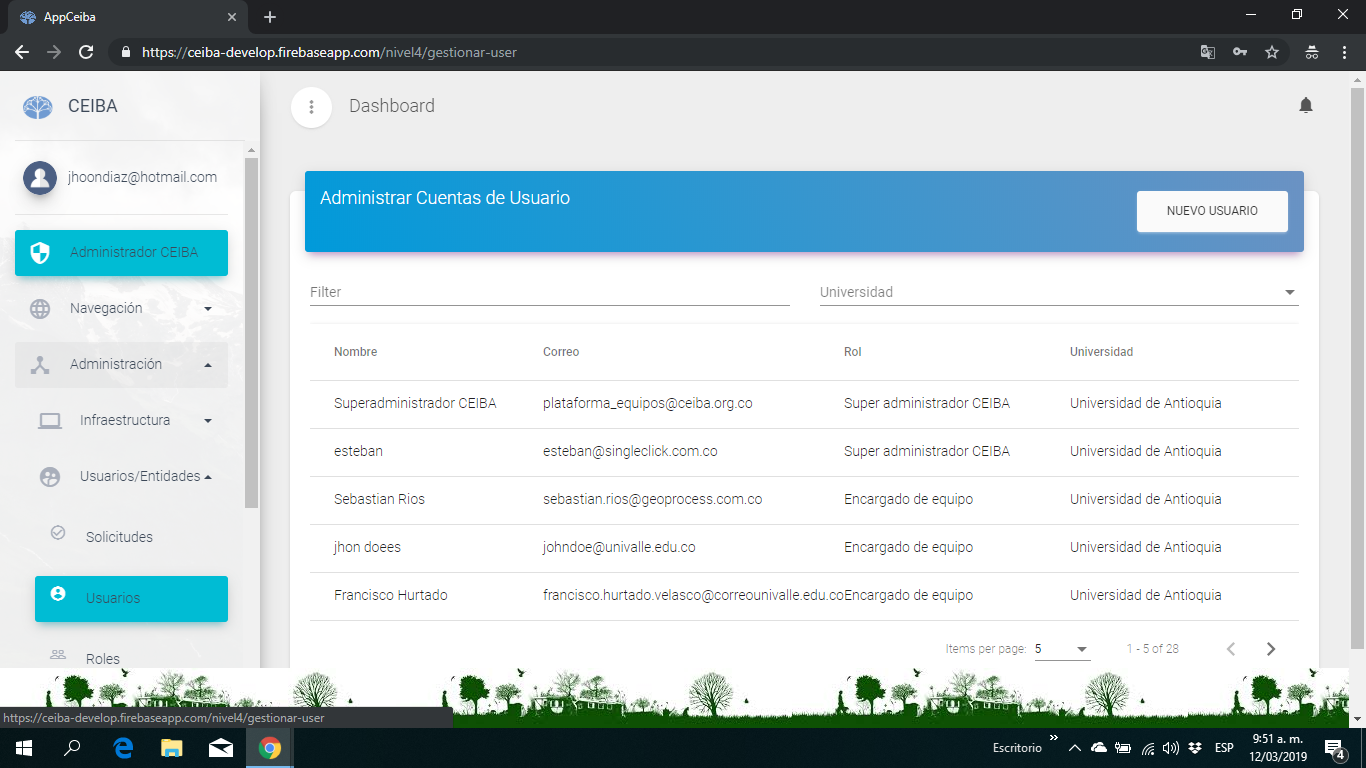 AppCeiba
https://ceiba-develop.firebaseapp.com/nivel4/gestionar-user
CEIBA
Dashboard
jhoondiaz@hotmail.com
Administrador CEIBA
Navegación
Administración
Infraestructura
Usuarios/Entidades
Solicitudes
Usuarios
Roles
Administrar Cuentas de Usuario
NUEVO USUARIO
Filter
Universidad
Nombre Correo Rol Universidad
Superadministrador CEIBA plataforma_equipos@ceiba.org.co Super administrador CEIBA Universidad de Antioquia
esteban esteban@singleclick.com.co Super administrador CEIBA Universidad de Antioquia
Sebastian Rios sebastian.rios@geoprocess.com.co Encargado de equipo Universidad de Antioquia
jhon doees johndoe@univalle.edu.co Encargado de equipo Universidad de Antioquia
Francisco Hurtado francisco.hurtado.velasco@correounivalle.edu.co Encargado de equipo Universidad de Antioquia
Items per page: 5 1 - 5 of 28
https://ceiba-develop.firebaseapp.com/nivel4/gestionar-user
Escritorio
ESP
9:51 a. m.
12/03/2019
4